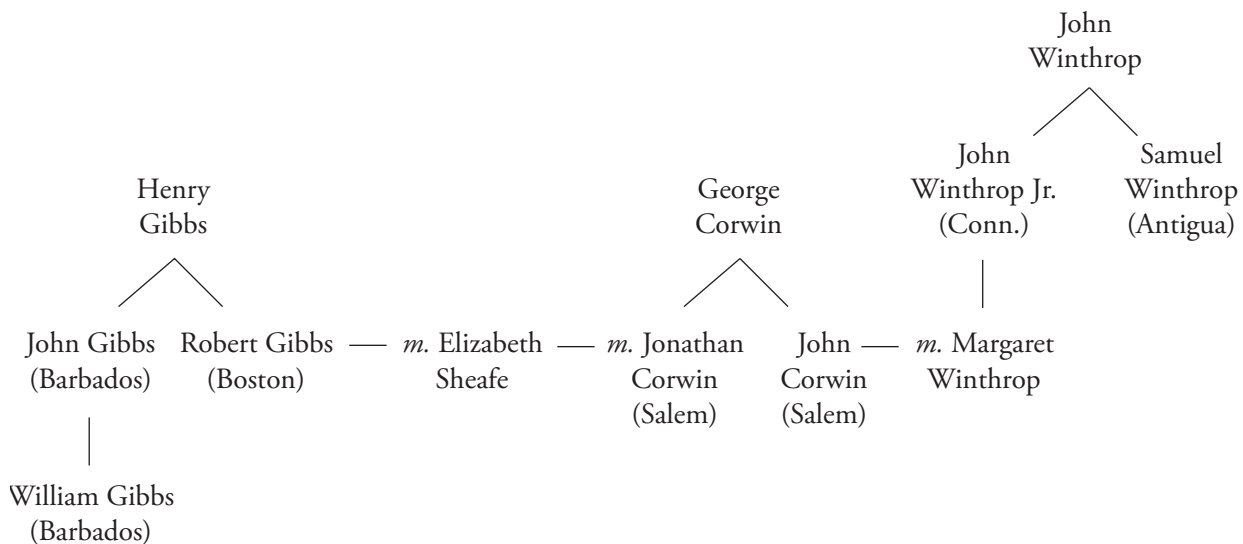 John
Winthrop
John
Winthrop Jr.
(Conn.)
Samuel
Winthrop
(Antigua)
Henry
Gibbs
George
Corwin
John Gibbs
(Barbados)
Robert Gibbs
(Boston)
m. Elizabeth
Sheafe
m. Jonathan
Corwin
(Salem)
John
Corwin
(Salem)
m. Margaret
Winthrop
William Gibbs
(Barbados)